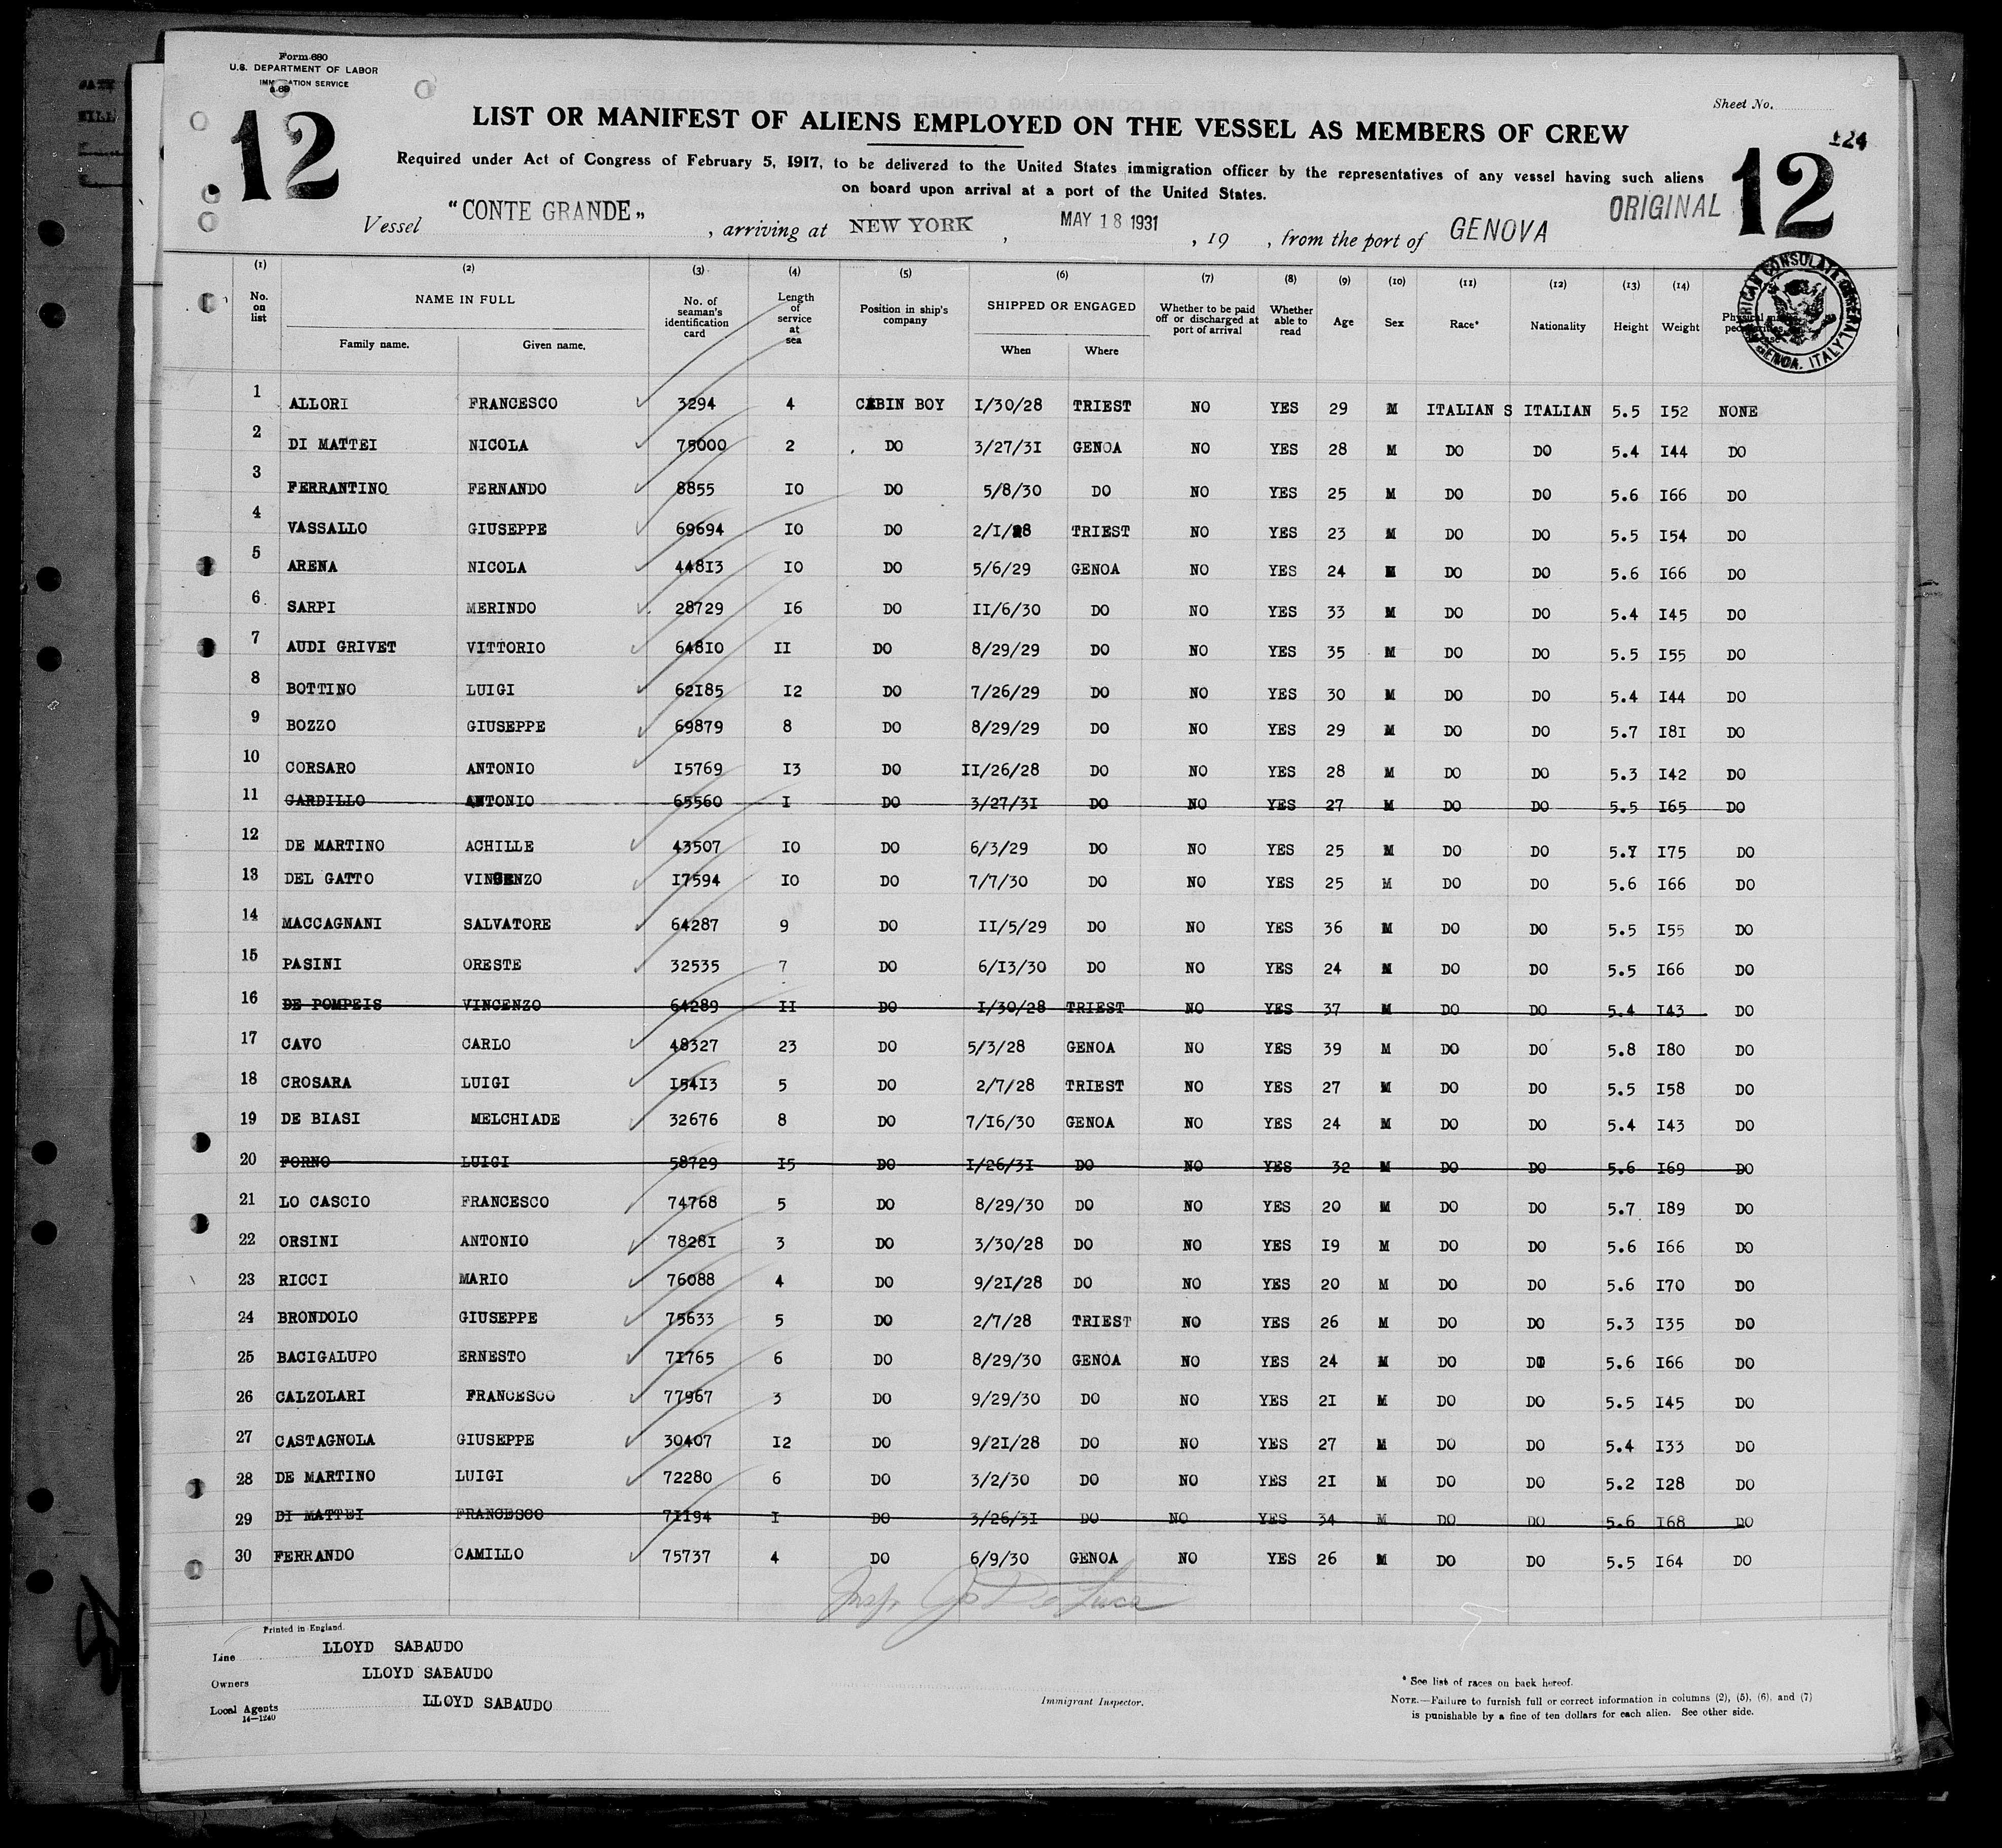 Form 680
U.S. DEPARTMENT OF LABOR
IMMIGRATION SERVICE
Sheet No.
124
12
12
LIST OR MANIFEST OF ALIENS EMPLOYED ON THE VESSEL AS MEMBERS OF CREW
Required under Act of Congress of February 5, 1917, to be delivered to the United States immigration officer by the representatives of any vessel having such aliens
on board upon arrival at a port of the United States.
ORIGINAL
Vessel "CONTE GRANDE", arriving at NEW YORK, MAY 18 1931, 19 , from the port of GENOVA
AMERICAN CONSULATE GENERAL GENOA, ITALY
(1) (2) (3) (4) (5) (6) (7) (8) (9) (10) (11) (12) (13) (14)
No. on list NAME IN FULL Family name. Given name. No. of seaman's identification card Length of service at sea Position in ship's company SHIPPED OR ENGAGED When Where Whether to be paid off or discharged at port of arrival Whether able to read Age Sex Race* Nationality Height Weight
1 ALLORI FRANCESCO 3294 4 CABIN BOY 1/30/28 TRIEST NO YES 29 M ITALIAN S ITALIAN 5.5 152 NONE
2 DI MATTEI NICOLA 75000 2 DO 3/27/31 GENOA NO YES 28 M DO DO 5.4 144 DO
3 FERRANTINO FERNANDO 8855 10 DO 5/8/30 DO NO YES 25 M DO DO 5.6 166 DO
4 VASSALLO GIUSEPPE 69694 10 DO 2/1/28 TRIEST NO YES 23 M DO DO 5.5 154 DO
5 ARENA NICOLA 44813 10 DO 5/6/29 GENOA NO YES 24 M DO DO 5.6 166 DO
6 SARPI MERINDO 28729 16 DO 11/6/30 DO NO YES 33 M DO DO 5.4 145 DO
7 AUDI GRIVET VITTORIO 64810 11 DO 8/29/29 DO NO YES 35 M DO DO 5.5 155 DO
8 BOTTINO LUIGI 62185 12 DO 7/26/29 DO NO YES 30 M DO DO 5.4 144 DO
9 BOZZO GIUSEPPE 69879 8 DO 8/29/29 DO NO YES 29 M DO DO 5.7 181 DO
10 CORSARO ANTONIO 15769 13 DO 11/26/28 DO NO YES 28 M DO DO 5.3 142 DO
11 CARDILLO ANTONIO 65560 1 DO 3/27/31 DO NO YES 27 M DO DO 5.5 165 DO
12 DE MARTINO ACHILLE 43507 10 DO 6/3/29 DO NO YES 25 M DO DO 5.7 175 DO
13 DEL GATTO VINCENZO 17594 10 DO 7/7/30 DO NO YES 25 M DO DO 5.6 166 DO
14 MACCAGNANI SALVATORE 64287 9 DO 11/5/29 DO NO YES 36 M DO DO 5.5 155 DO
15 PASINI ORESTE 32535 7 DO 6/13/30 DO NO YES 24 M DO DO 5.5 166 DO
16 DE POMPEIS VINCENZO 64289 11 DO 1/30/28 TRIEST NO YES 37 M DO DO 5.4 143 DO
17 CAVO CARLO 48327 23 DO 5/3/28 GENOA NO YES 39 M DO DO 5.8 180 DO
18 CROSARA LUIGI 15413 5 DO 2/7/28 TRIEST NO YES 27 M DO DO 5.5 158 DO
19 DE BIASI MELCHIADE 32676 8 DO 7/16/30 GENOA NO YES 24 M DO DO 5.4 143 DO
20 FORNO LUIGI 58729 15 DO 1/26/31 DO NO YES 32 M DO DO 5.6 169 DO
21 LO CASCIO FRANCESCO 74768 5 DO 8/29/30 DO NO YES 20 M DO DO 5.7 189 DO
22 ORSINI ANTONIO 78281 3 DO 3/30/28 DO NO YES 19 M DO DO 5.6 166 DO
23 RICCI MARIO 76088 4 DO 9/21/28 DO NO YES 20 M DO DO 5.6 170 DO
24 BRONDOLO GIUSEPPE 75633 5 DO 2/7/28 TRIEST NO YES 26 M DO DO 5.3 135 DO
25 BACIGALUPO ERNESTO 71765 6 DO 8/29/30 GENOA NO YES 24 M DO DO 5.6 166 DO
26 CALZOLARI FRANCESCO 77967 3 DO 9/29/30 DO NO YES 21 M DO DO 5.5 145 DO
27 CASTAGNOLA GIUSEPPE 30407 12 DO 9/21/28 DO NO YES 27 M DO DO 5.4 133 DO
28 DE MARTINO LUIGI 72280 6 DO 3/2/30 DO NO YES 21 M DO DO 5.2 128 DO
29 DI MATTEI FRANCESCO 71194 1 DO 3/26/31 DO NO YES 34 M DO DO 5.6 168 DO
30 FERRANDO CAMILLO 75737 4 DO 6/9/30 GENOA NO YES 26 M DO DO 5.5 164 DO
Insp. Jos De Luca
Printed in England.
Line LLOYD SABAUDO
Owners LLOYD SABAUDO
Local Agents LLOYD SABAUDO
14—1240
Immigrant Inspector.
* See list of races on back hereof.
NOTE.—Failure to furnish full or correct information in columns (2), (5), (6), and (7)
is punishable by a fine of ten dollars for each alien. See other side.